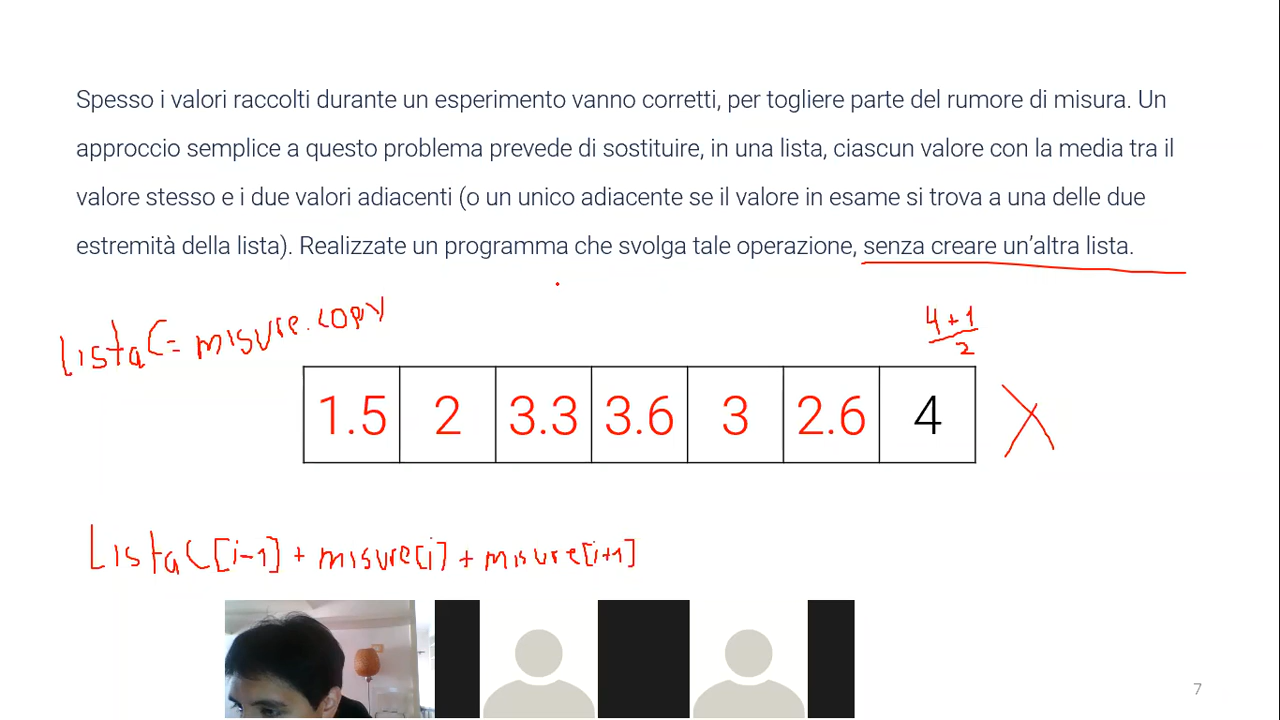 Spesso i valori raccolti durante un esperimento vanno corretti, per togliere parte del rumore di misura. Un
approccio semplice a questo problema prevede di sostituire, in una lista, ciascun valore con la media tra il
valore stesso e i due valori adiacenti (o un unico adiacente se il valore in esame si trova a una delle due
estremità della lista). Realizzate un programma che svolga tale operazione, senza creare un'altra lista.
listaC= misure.copy
4+1
2
1.5 2 3.3 3.6 3 2.6 4
ListaC[i-1] + misure[i] + misure[i+1]
7